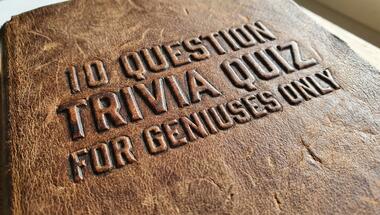 10 QUESTION
TRIVIA QUIZ
FOR GENIUSES ONLY